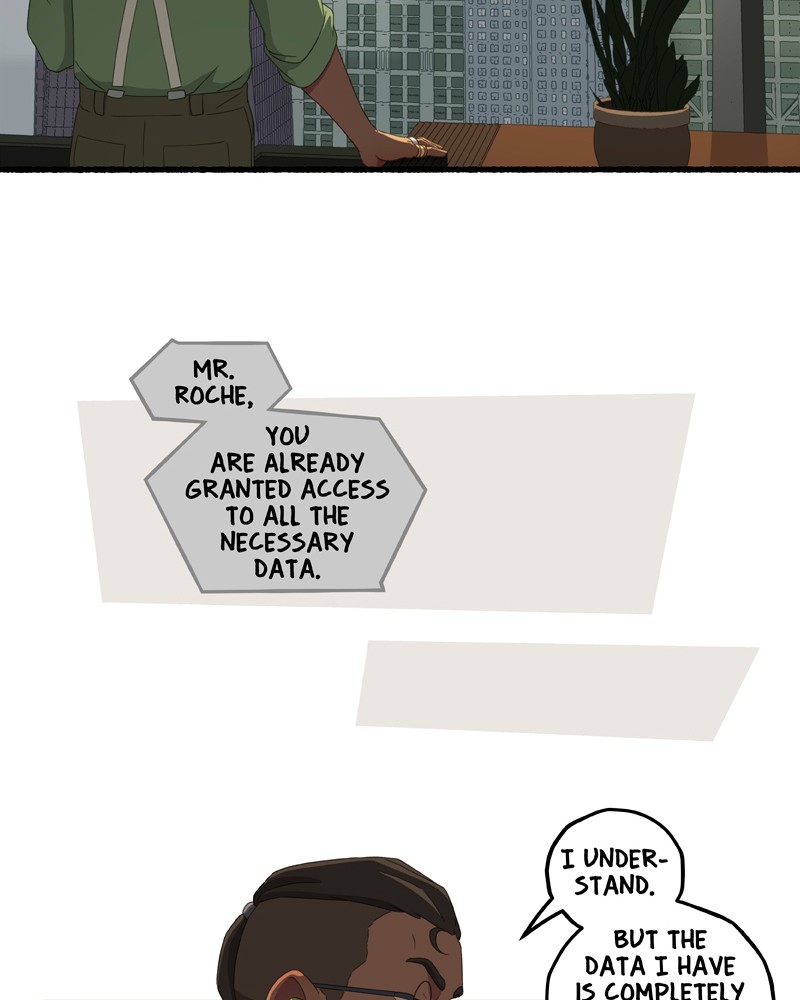 MR.
ROCHE,
YOU
ARE ALREADY
GRANTED ACCESS
TO ALL THE
NECESSARY
DATA.
I UNDER-
STAND.
BUT THE
DATA I HAVE
IS COMPLETELY